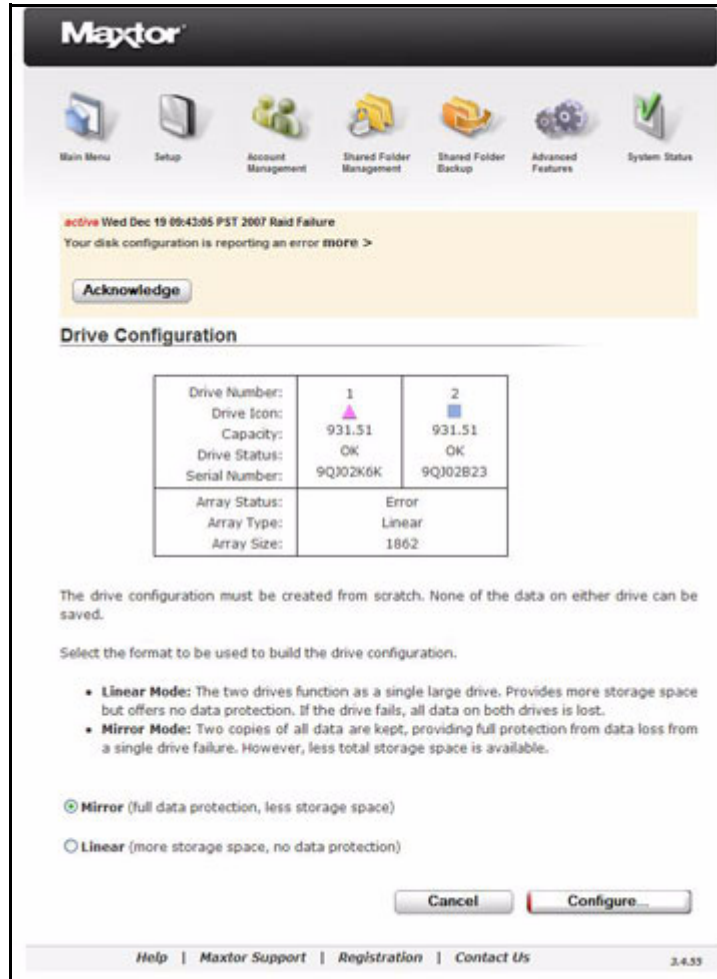 Maxtor
Main Menu
Setup
Account Management
Shared Folder Management
Shared Folder Backup
Advanced Features
System Status
active Wed Dec 19 09:43:05 PST 2007 Raid Failure
Your disk configuration is reporting an error more >
Acknowledge
Drive Configuration
Drive Number: 1 2
Drive Icon:
Capacity: 931.51 931.51
Drive Status: OK OK
Serial Number: 9QJ02K6K 9QJ02B23
Array Status: Error
Array Type: Linear
Array Size: 1862
The drive configuration must be created from scratch. None of the data on either drive can be
saved.
Select the format to be used to build the drive configuration.
• Linear Mode: The two drives function as a single large drive. Provides more storage space
but offers no data protection. If the drive fails, all data on both drives is lost.
• Mirror Mode: Two copies of all data are kept, providing full protection from data loss from
a single drive failure. However, less total storage space is available.
Mirror (full data protection, less storage space)
Linear (more storage space, no data protection)
Cancel
Configure...
Help | Maxtor Support | Registration | Contact Us
3.4.55